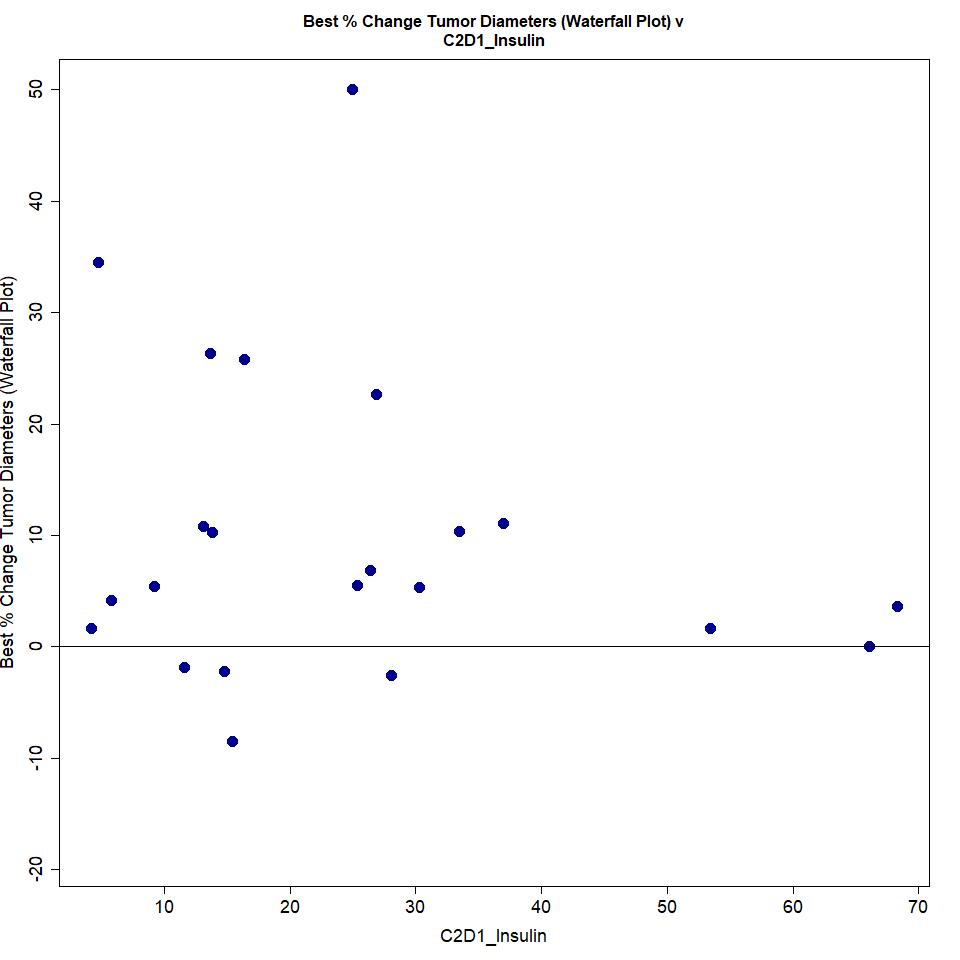 Best % Change Tumor Diameters (Waterfall Plot) v
C2D1_Insulin
Best % Change Tumor Diameters (Waterfall Plot)
50
40
30
20
10
0
-10
-20
10 20 30 40 50 60 70
C2D1_Insulin